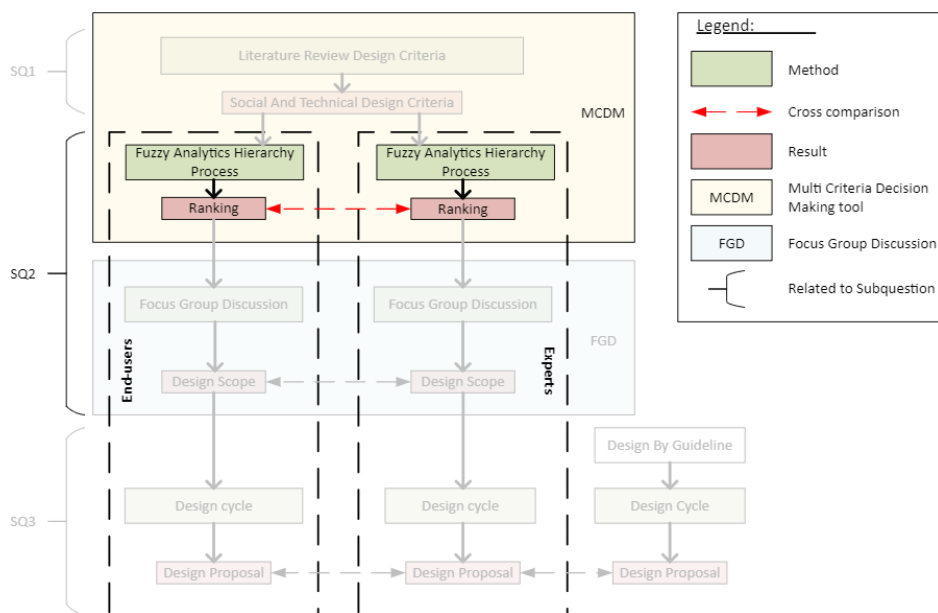 SQ1
Literature Review Design Criteria
Social And Technical Design Criteria
MCDM
SQ2
Fuzzy Analytics Hierarchy
Process
Fuzzy Analytics Hierarchy
Process
Ranking
Ranking
Focus Group Discussion
Focus Group Discussion
FGD
End-users
Experts
Design Scope
Design Scope
SQ3
Design By Guideline
Design cycle
Design cycle
Design Cycle
Design Proposal
Design Proposal
Design Proposal
Legend:
Method
Cross comparison
Result
MCDM
Multi Criteria Decision
Making tool
FGD
Focus Group Discussion
Related to Subquestion